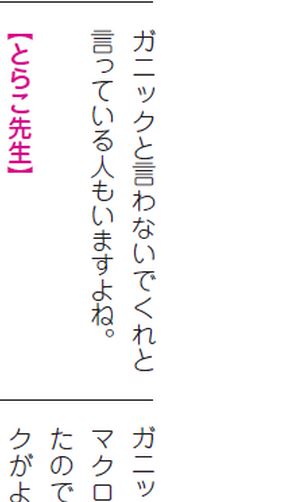 ガニックと言わないでくれと
言っている人もいますよね。
【とらこ先生】
ガニッ
マクロ
たので
クがよ